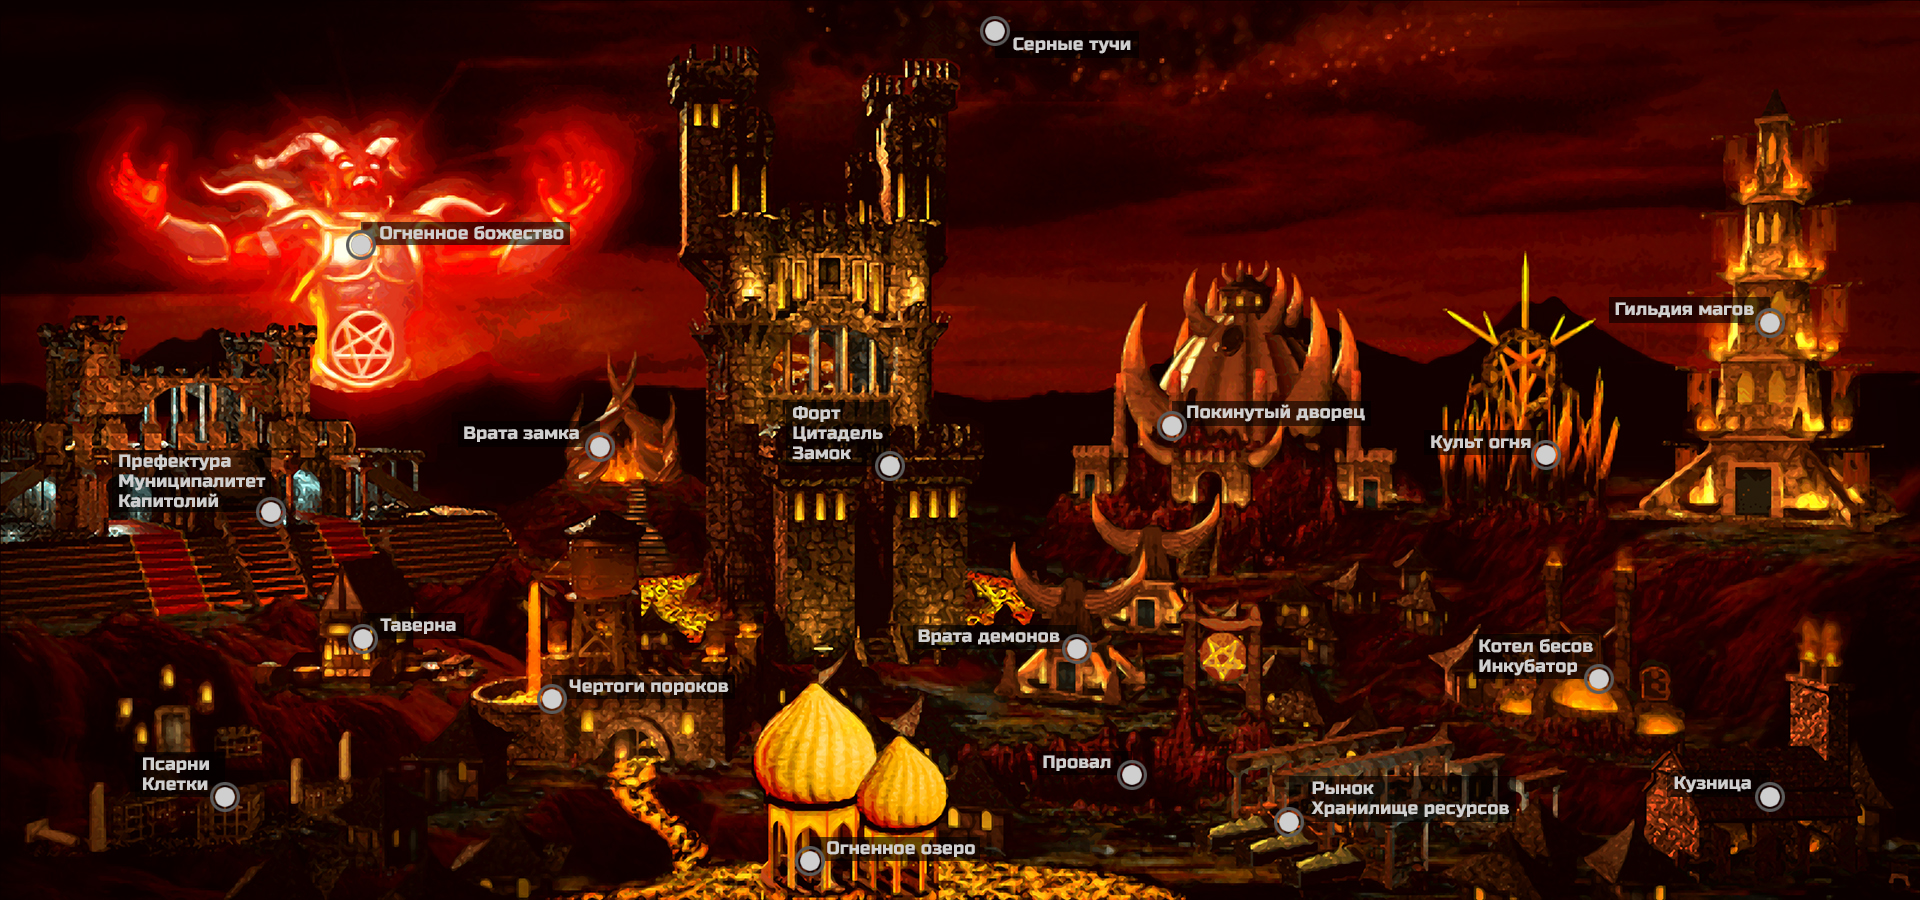 Серные тучи
Огненное божество
Гильдия магов
Форт
Цитадель
Замок
Покинутый дворец
Врата замка
Культ огня
Префектура
Муниципалитет
Капитолий
Таверна
Врата демонов
Котел бесов
Инкубатор
Чертоги пороков
Псарни
Клетки
Провал
Рынок
Хранилище ресурсов
Кузница
Огненное озеро